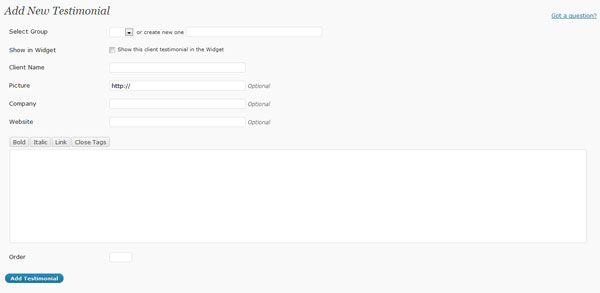 Add New Testimonial
Got a question?
Select Group or create new one
Show in Widget Show this client testimonial in the Widget
Client Name
Picture http:// Optional
Company Optional
Website Optional
Bold Italic Link Close Tags
Order
Add Testimonial